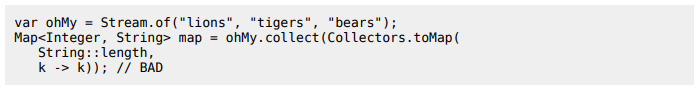 var ohMy = Stream.of("lions", "tigers", "bears");
Map<Integer, String> map = ohMy.collect(Collectors.toMap(
   String::length,
   k -> k)); // BAD